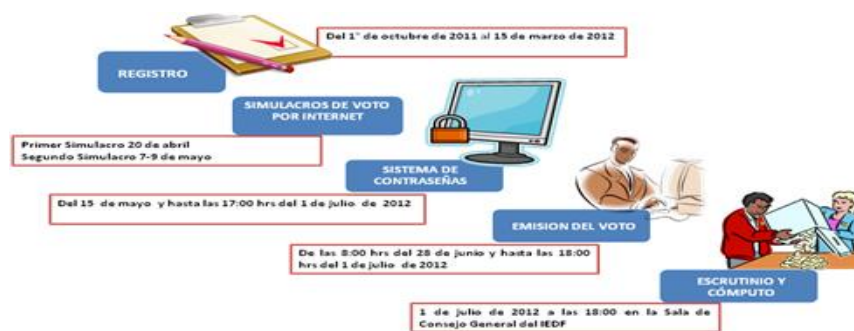 Del 1° de octubre de 2011 al 15 de marzo de 2012
REGISTRO
SIMULACROS DE VOTO
POR INTERNET
Primer Simulacro 20 de abril
Segundo Simulacro 7-9 de mayo
SISTEMA DE
CONTRASEÑAS
Del 15 de mayo y hasta las 17:00 hrs del 1 de julio de 2012
EMISION DEL VOTO
De las 8:00 hrs del 28 de junio y hasta las 18:00
hrs del 1 de julio de 2012
ESCRUTINIO Y
CÓMPUTO
1 de julio de 2012 a las 18:00 en la Sala de
Consejo General del IEDF